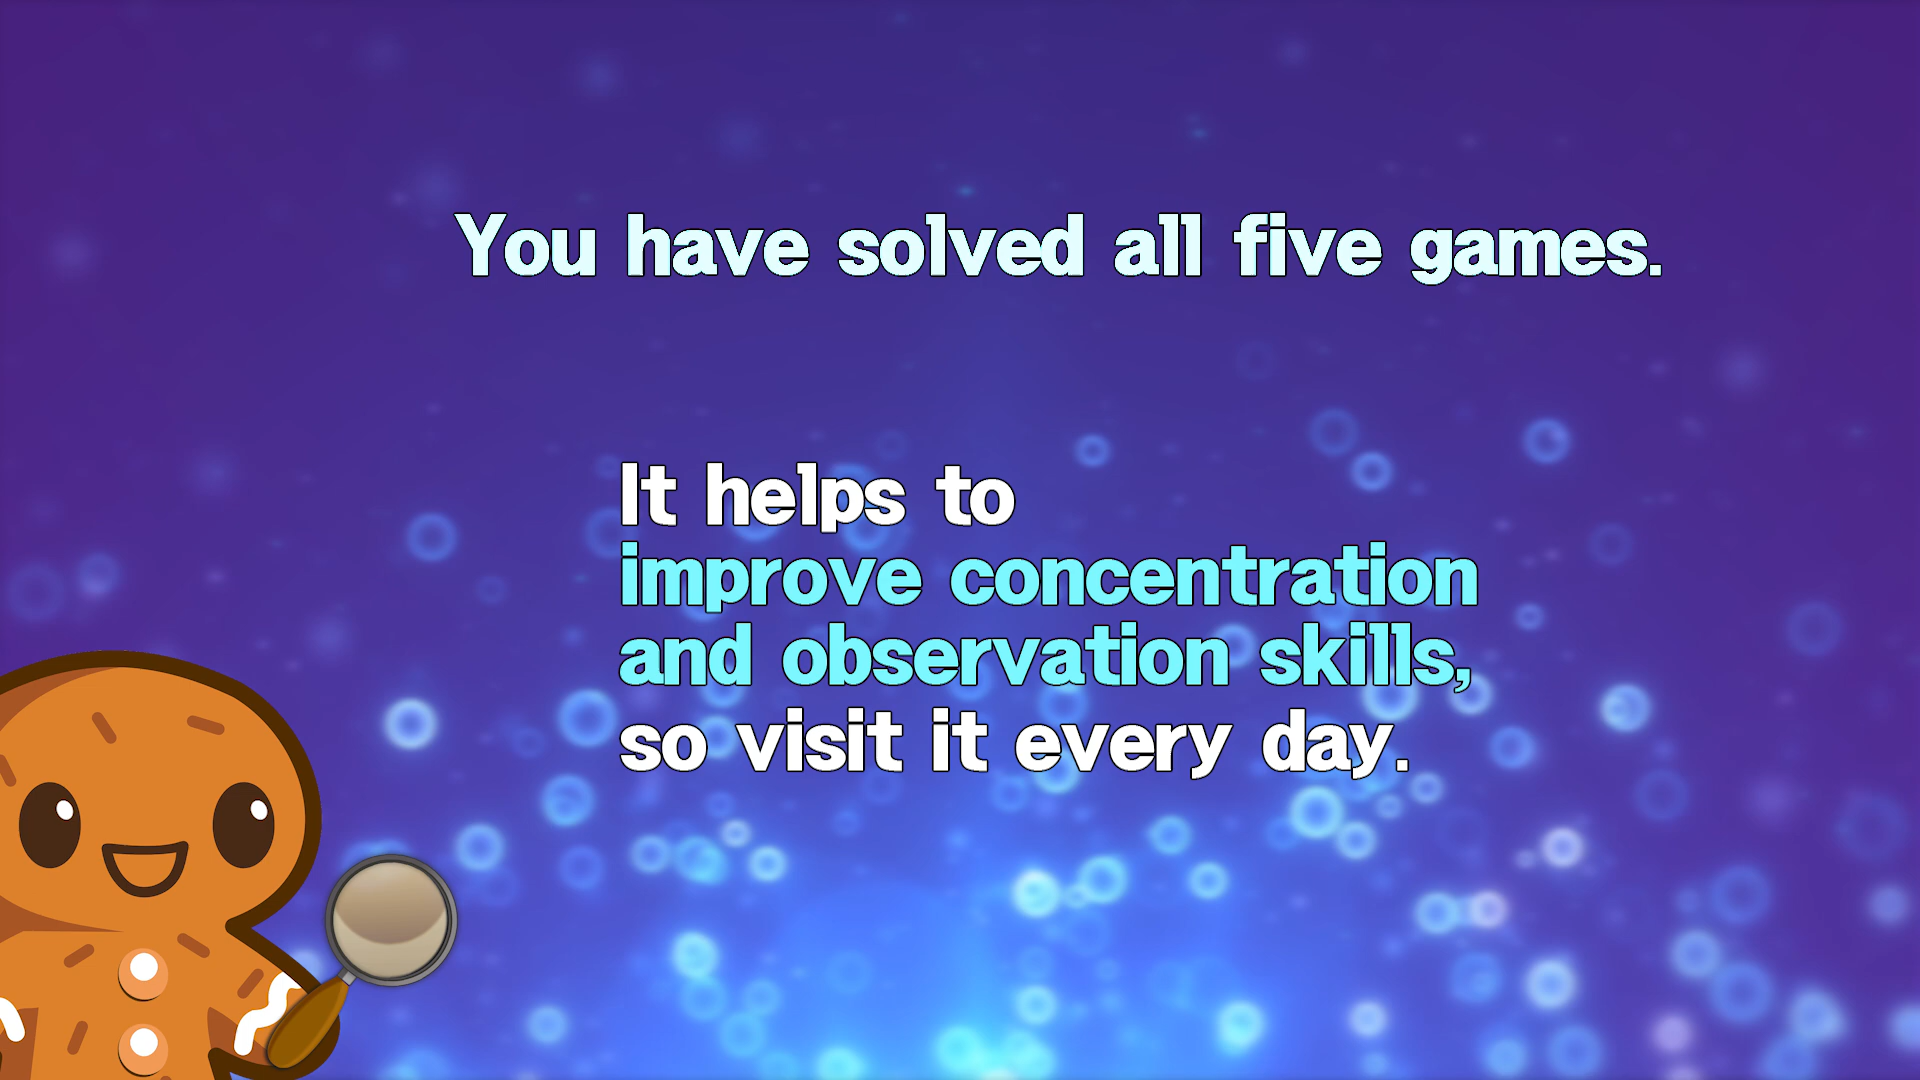 You have solved all five games.
It helps to
improve concentration
and observation skills,
so visit it every day.